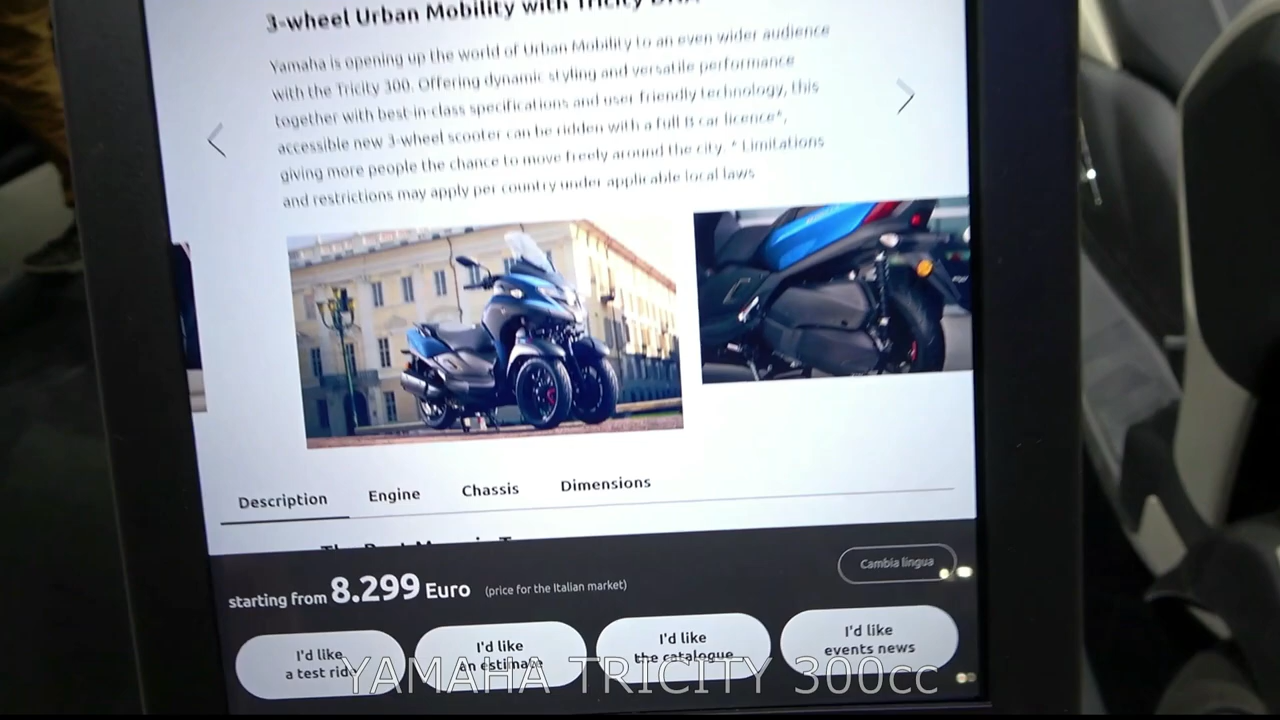 3-wheel Urban Mobility with Tricity DNA
Yamaha is opening up the world of Urban Mobility to an even wider audience
with the Tricity 300. Offering dynamic styling and versatile performance
together with best-in-class specifications and user friendly technology, this
accessible new 3-wheel scooter can be ridden with a full B car licence*,
giving more people the chance to move freely around the city. * Limitations
and restrictions may apply per country under applicable local laws
Description Engine Chassis Dimensions
starting from 8.299 Euro (price for the Italian market)
Cambia lingua
I'd like
a test ride
I'd like
an estimate
I'd like
the catalogue
I'd like
events news
YAMAHA TRICITY 300cc